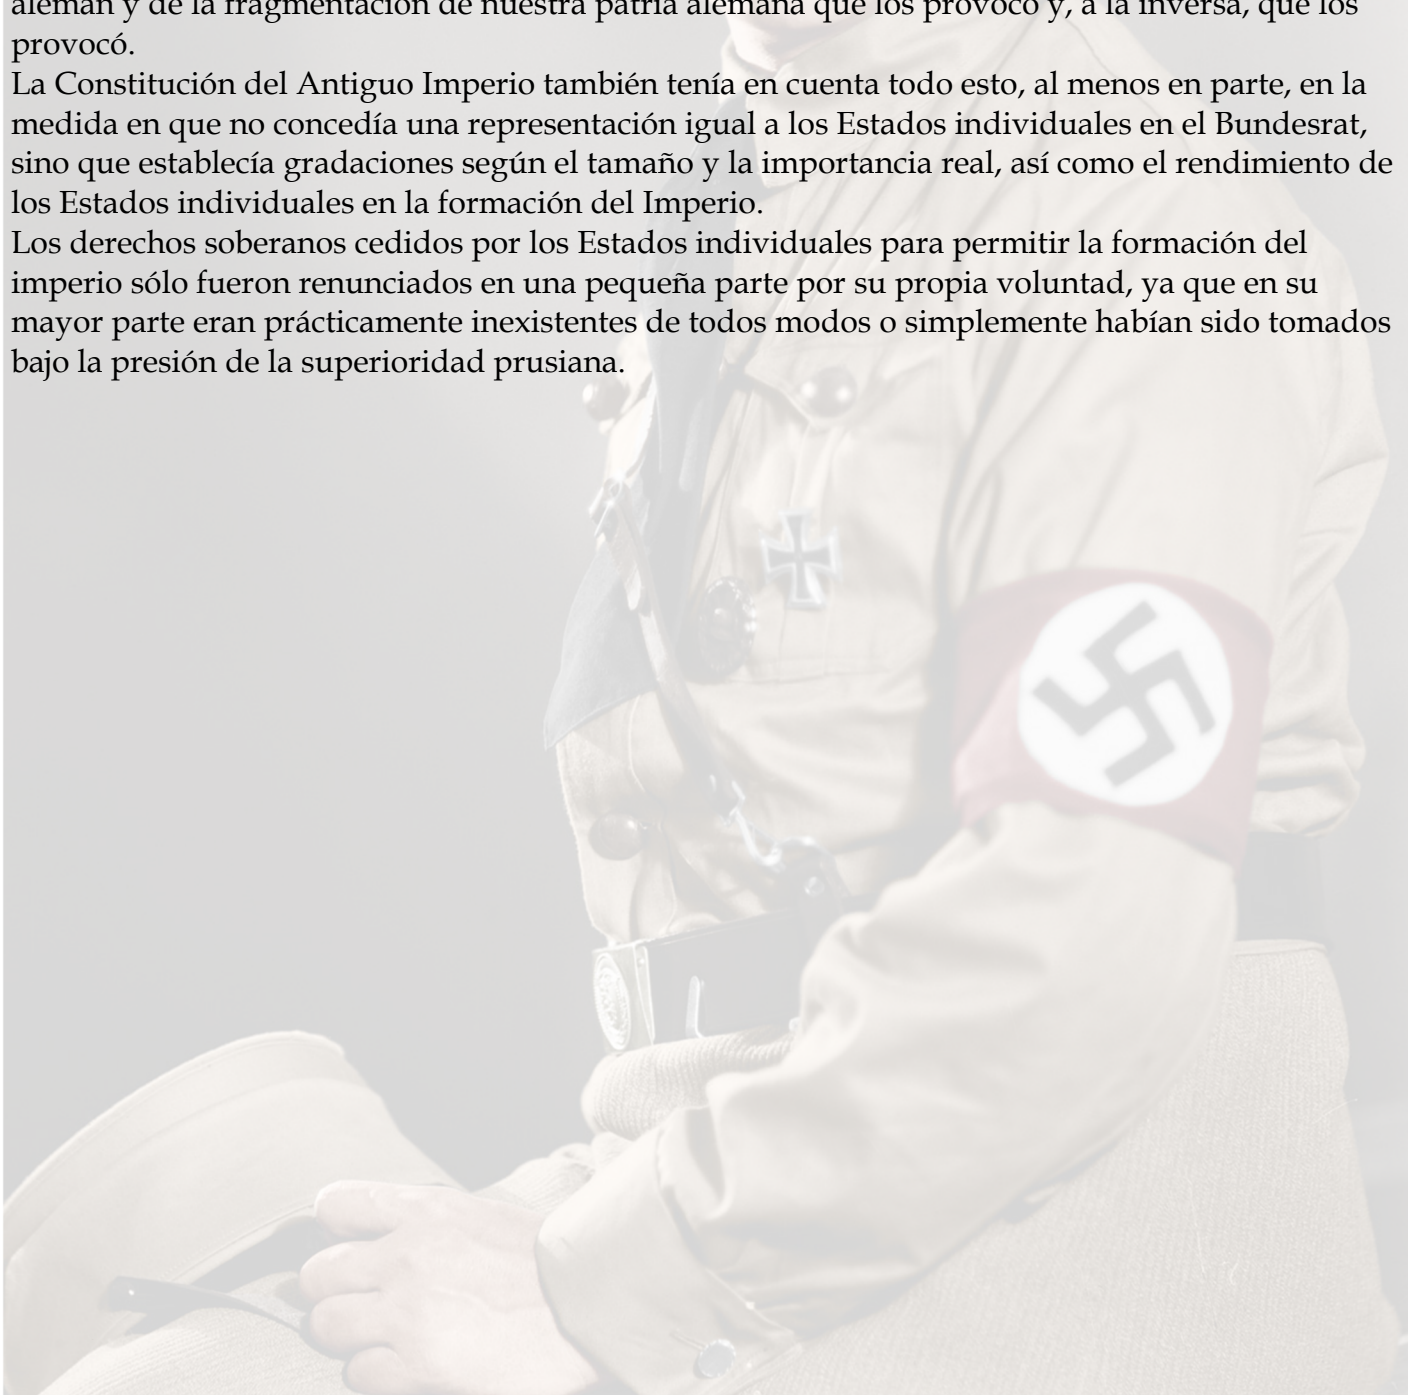 alemán y de la fragmentación de nuestra patria alemana que los provocó y, a la inversa, que los
provocó.
La Constitución del Antiguo Imperio también tenía en cuenta todo esto, al menos en parte, en la
medida en que no concedía una representación igual a los Estados individuales en el Bundesrat,
sino que establecía gradaciones según el tamaño y la importancia real, así como el rendimiento de
los Estados individuales en la formación del Imperio.
Los derechos soberanos cedidos por los Estados individuales para permitir la formación del
imperio sólo fueron renunciados en una pequeña parte por su propia voluntad, ya que en su
mayor parte eran prácticamente inexistentes de todos modos o simplemente habían sido tomados
bajo la presión de la superioridad prusiana.